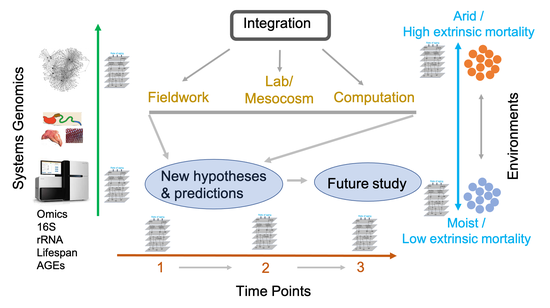 Integration
Arid /
High extrinsic mortality
Fieldwork
Lab/
Mesocosm
Computation
Systems Genomics
Environments
New hypotheses
& predictions
Future study
Omics
16S
rRNA
Lifespan
AGEs
Moist /
Low extrinsic mortality
1
2
3
Time Points